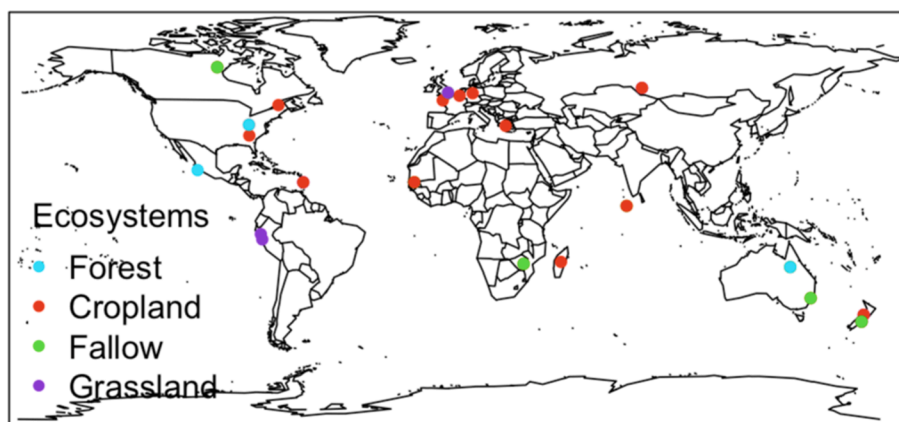 Ecosystems
Forest
Cropland
Fallow
Grassland